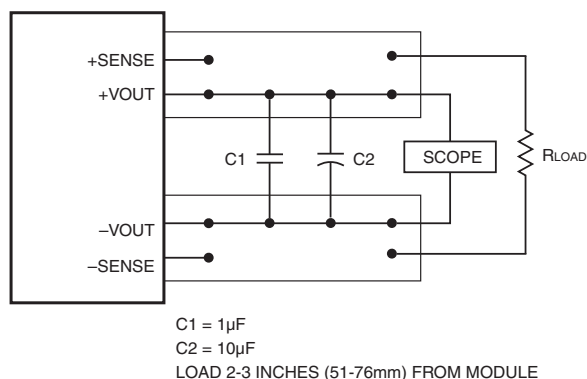 +SENSE
+VOUT
C1
C2
SCOPE
RLOAD
–VOUT
–SENSE
C1 = 1µF
C2 = 10µF
LOAD 2-3 INCHES (51-76mm) FROM MODULE